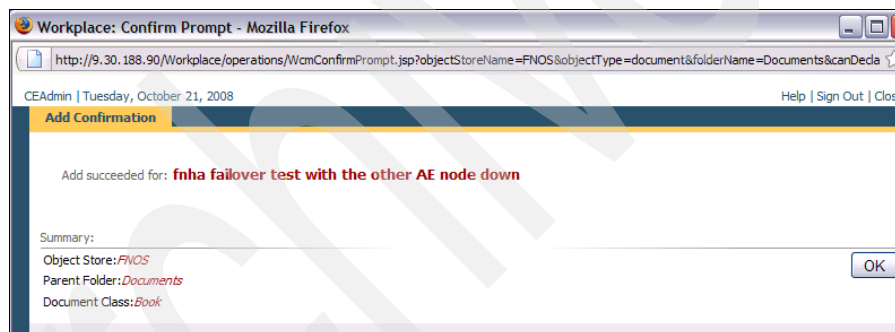 Workplace: Confirm Prompt - Mozilla Firefox
http://9.30.188.90/Workplace/operations/WcmConfirmPrompt.jsp?objectStoreName=FNOS&objectType=document&folderName=Documents&canDecla
CEAdmin | Tuesday, October 21, 2008 Help | Sign Out | Clos
Add Confirmation
Add succeeded for: fnha failover test with the other AE node down
Summary:
Object Store:FNOS
OK
Parent Folder:Documents
Document Class:Book